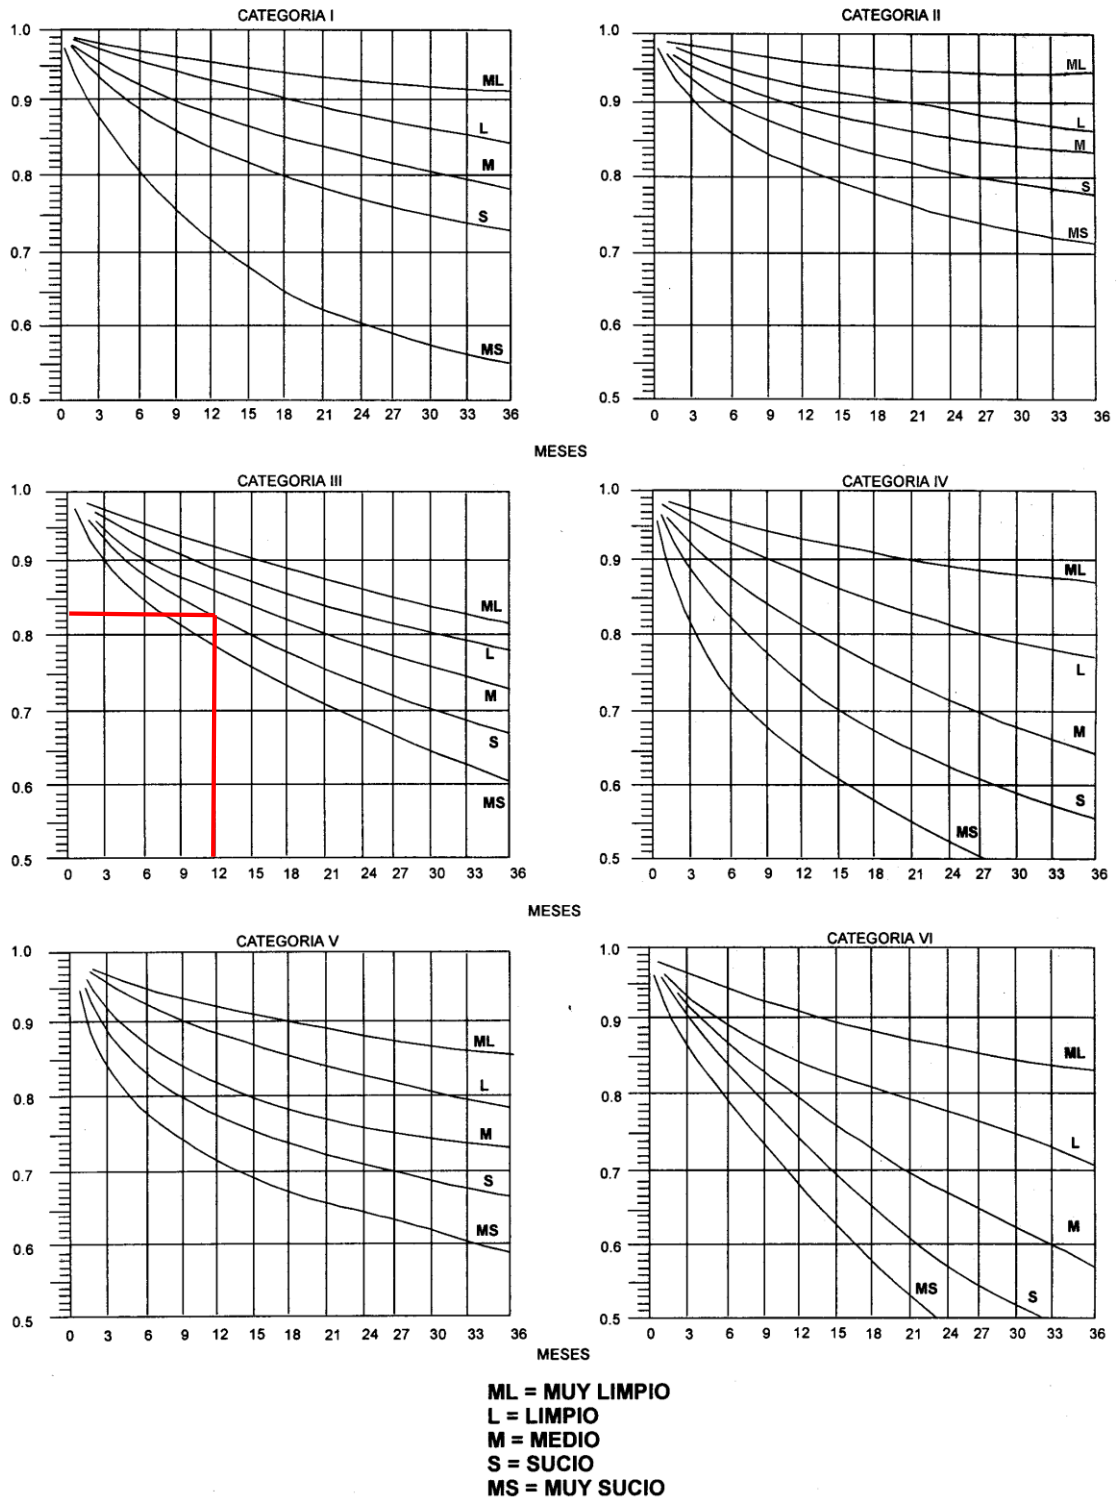 CATEGORIA I
1.0
0.9
0.8
0.7
0.6
0.5
ML
L
M
S
MS
0 3 6 9 12 15 18 21 24 27 30 33 36
CATEGORIA II
1.0
0.9
0.8
0.7
0.6
0.5
ML
L
M
S
MS
0 3 6 9 12 15 18 21 24 27 30 33 36
MESES
CATEGORIA III
1.0
0.9
0.8
0.7
0.6
0.5
ML
L
M
S
MS
0 3 6 9 12 15 18 21 24 27 30 33 36
CATEGORIA IV
1.0
0.9
0.8
0.7
0.6
0.5
ML
L
M
S
MS
0 3 6 9 12 15 18 21 24 27 30 33 36
MESES
CATEGORIA V
1.0
0.9
0.8
0.7
0.6
0.5
ML
L
M
S
MS
0 3 6 9 12 15 18 21 24 27 30 33 36
CATEGORIA VI
1.0
0.9
0.8
0.7
0.6
0.5
ML
L
M
S
MS
0 3 6 9 12 15 18 21 24 27 30 33 36
MESES
ML = MUY LIMPIO
L = LIMPIO
M = MEDIO
S = SUCIO
MS = MUY SUCIO